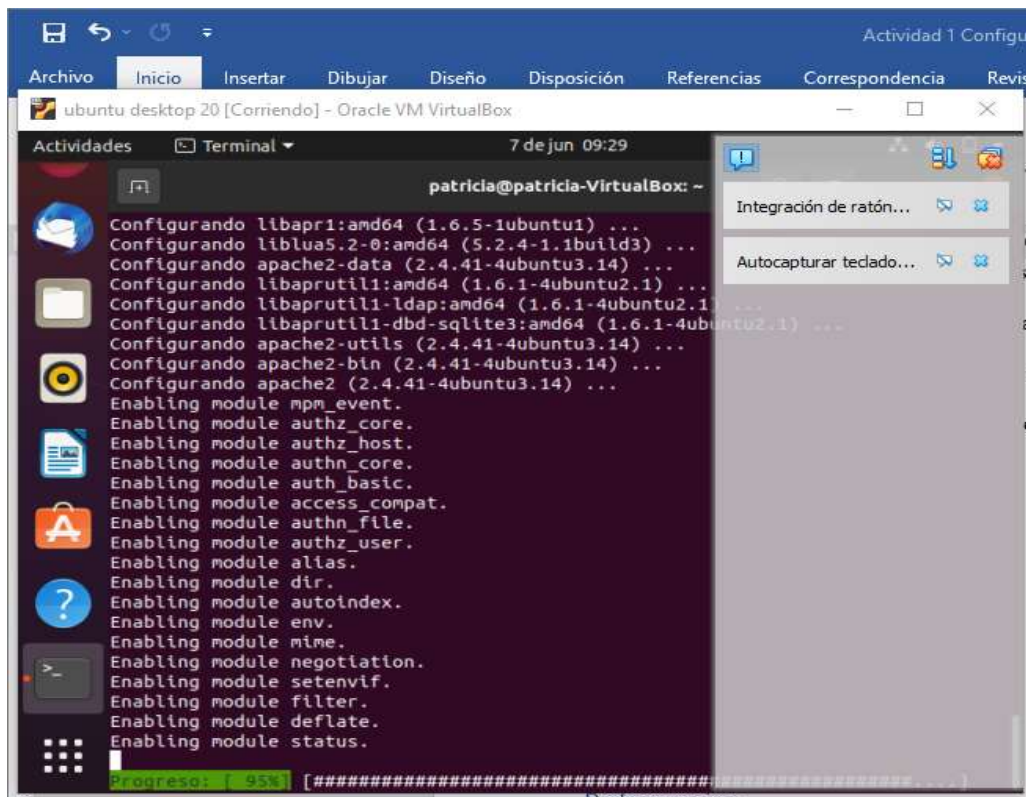 Actividad 1 Configu
Archivo Inicio Insertar Dibujar Diseño Disposición Referencias Correspondencia Revis
ubuntu desktop 20 [Corriendo] - Oracle VM VirtualBox
Actividades Terminal 7 de jun 09:29
patricia@patricia-VirtualBox: ~
Integración de ratón...
Autocapturar teclado...
Configurando libapr1:amd64 (1.6.5-1ubuntu1) ...
Configurando liblua5.2-0:amd64 (5.2.4-1.1build3) ...
Configurando apache2-data (2.4.41-4ubuntu3.14) ...
Configurando libaprutil1:amd64 (1.6.1-4ubuntu2.1) ...
Configurando libaprutil1-ldap:amd64 (1.6.1-4ubuntu2.1) ...
Configurando libaprutil1-dbd-sqlite3:amd64 (1.6.1-4ubuntu2.1) ...
Configurando apache2-utils (2.4.41-4ubuntu3.14) ...
Configurando apache2-bin (2.4.41-4ubuntu3.14) ...
Configurando apache2 (2.4.41-4ubuntu3.14) ...
Enabling module mpm_event.
Enabling module authz_core.
Enabling module authz_host.
Enabling module authn_core.
Enabling module auth_basic.
Enabling module access_compat.
Enabling module authn_file.
Enabling module authz_user.
Enabling module alias.
Enabling module dir.
Enabling module autoindex.
Enabling module env.
Enabling module mime.
Enabling module negotiation.
Enabling module setenvif.
Enabling module filter.
Enabling module deflate.
Enabling module status.
Progreso: [ 95%] [#####################################################....]